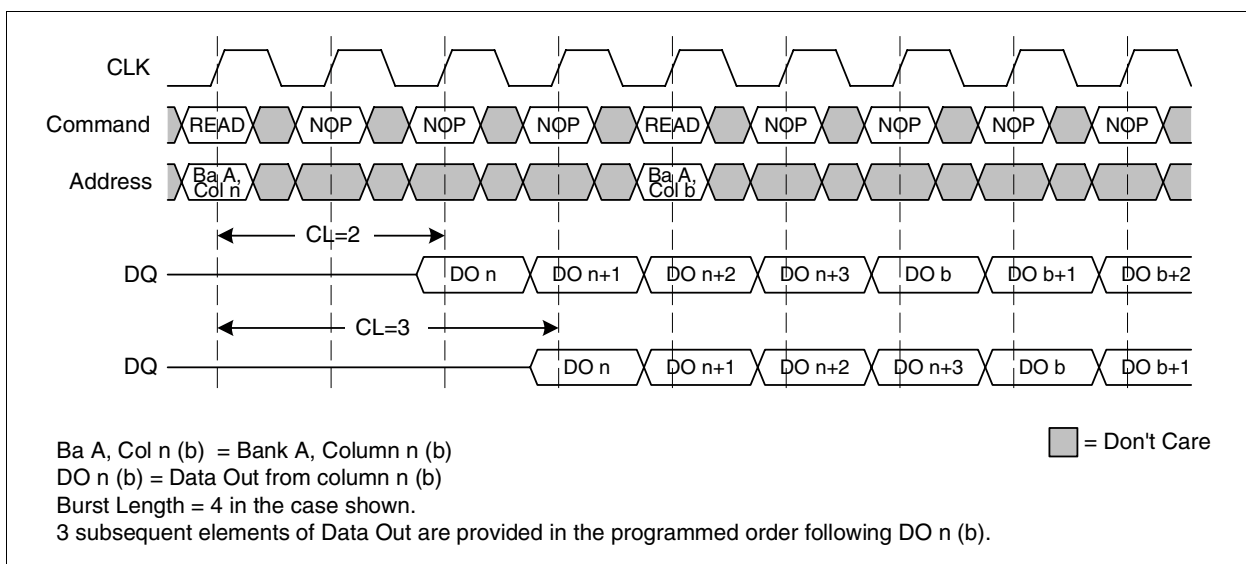 CLK
Command READ NOP NOP NOP READ NOP NOP NOP NOP
Address Ba A, Col n Ba A, Col b
CL=2
DQ DO n DO n+1 DO n+2 DO n+3 DO b DO b+1 DO b+2
CL=3
DQ DO n DO n+1 DO n+2 DO n+3 DO b DO b+1
Ba A, Col n (b) = Bank A, Column n (b)
DO n (b) = Data Out from column n (b)
Burst Length = 4 in the case shown.
3 subsequent elements of Data Out are provided in the programmed order following DO n (b).
= Don't Care